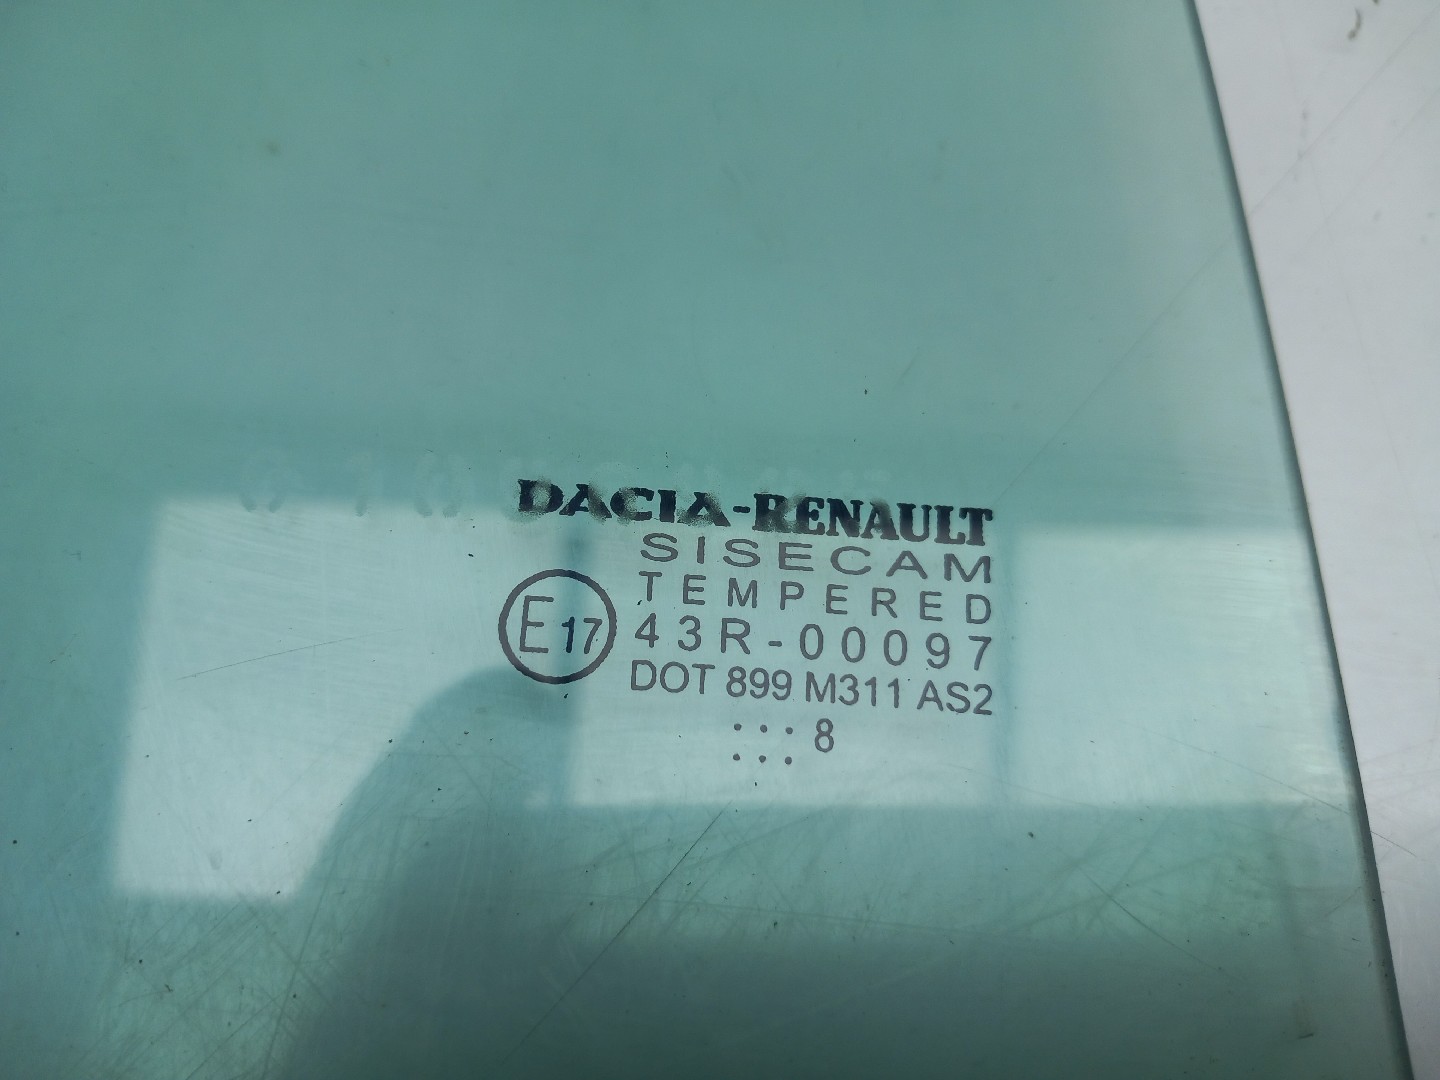 DACIA-RENAULT
SISECAM
TEMPERED
E17 43R-00097
DOT 899 M311 AS2
8